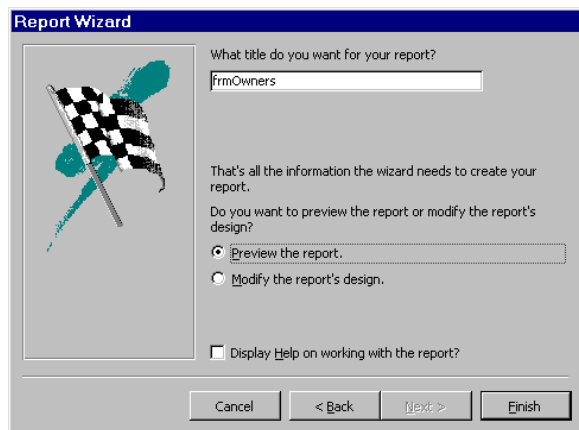 Report Wizard
What title do you want for your report?
frmOwners
That's all the information the wizard needs to create your
report.
Do you want to preview the report or modify the report's
design?
Preview the report.
Modify the report's design.
Display Help on working with the report?
Cancel
< Back
Next >
Finish